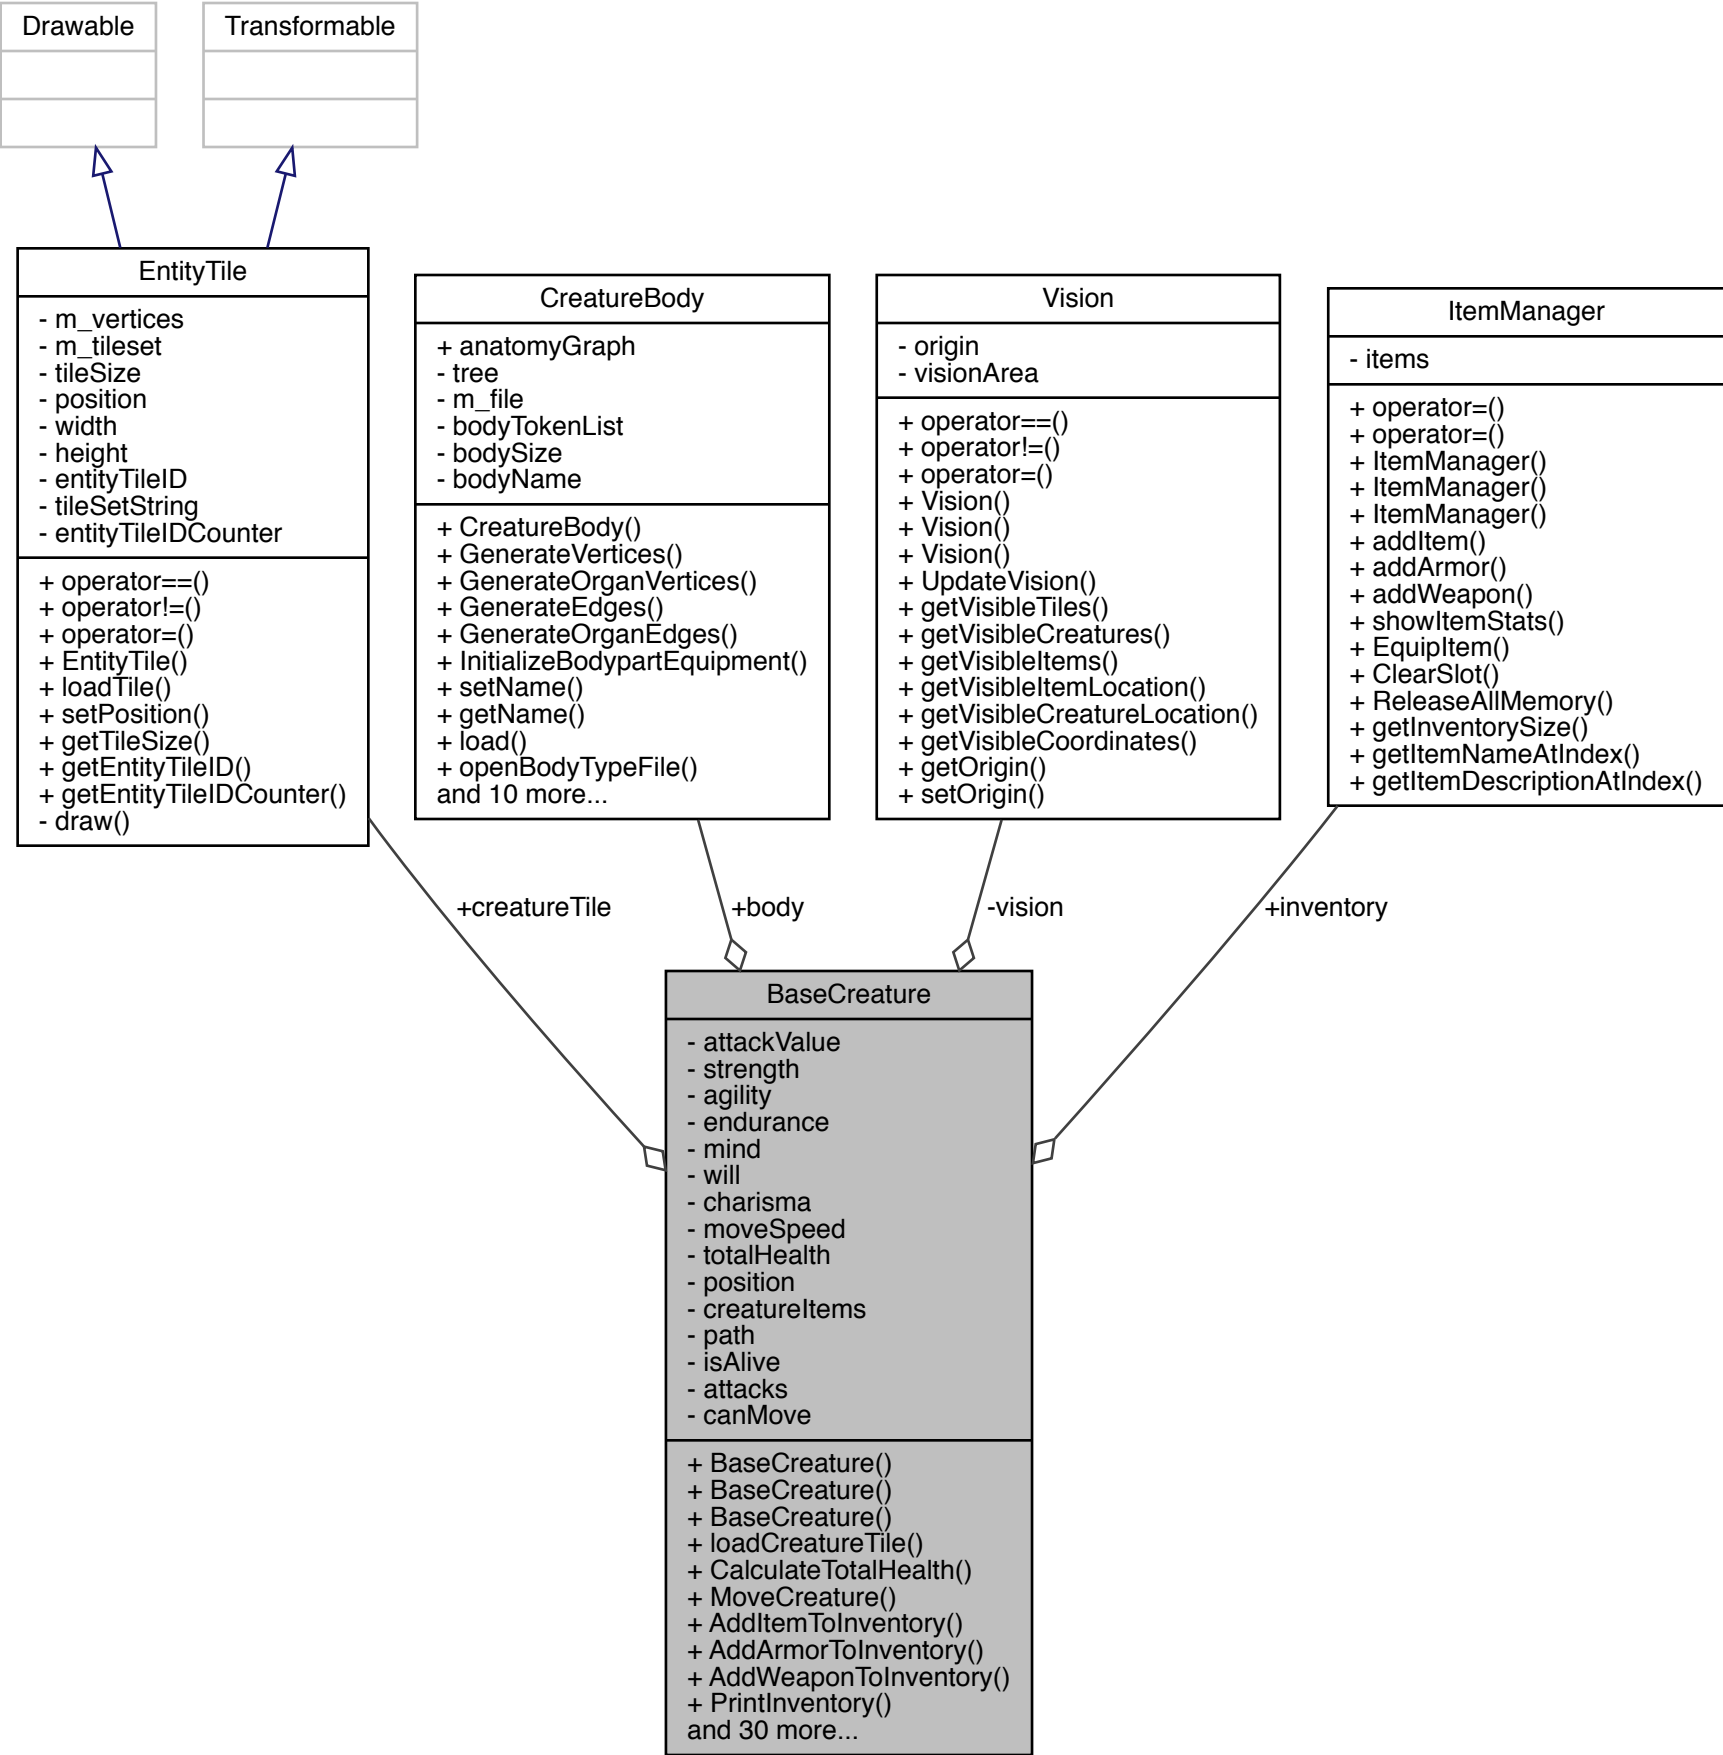 Drawable
Transformable
EntityTile
- m_vertices
- m_tileset
- tileSize
- position
- width
- height
- entityTileID
- tileSetString
- entityTileIDCounter
+ operator==()
+ operator!=()
+ operator=()
+ EntityTile()
+ loadTile()
+ setPosition()
+ getTileSize()
+ getEntityTileID()
+ getEntityTileIDCounter()
- draw()
CreatureBody
+ anatomyGraph
- tree
- m_file
- bodyTokenList
- bodySize
- bodyName
+ CreatureBody()
+ GenerateVertices()
+ GenerateOrganVertices()
+ GenerateEdges()
+ GenerateOrganEdges()
+ InitializeBodypartEquipment()
+ setName()
+ getName()
+ load()
+ openBodyTypeFile()
and 10 more...
Vision
- origin
- visionArea
+ operator==()
+ operator!=()
+ operator=()
+ Vision()
+ Vision()
+ Vision()
+ UpdateVision()
+ getVisibleTiles()
+ getVisibleCreatures()
+ getVisibleItems()
+ getVisibleItemLocation()
+ getVisibleCreatureLocation()
+ getVisibleCoordinates()
+ getOrigin()
+ setOrigin()
ItemManager
- items
+ operator=()
+ operator=()
+ ItemManager()
+ ItemManager()
+ ItemManager()
+ addItem()
+ addArmor()
+ addWeapon()
+ showItemStats()
+ EquipItem()
+ ClearSlot()
+ ReleaseAllMemory()
+ getInventorySize()
+ getItemNameAtIndex()
+ getItemDescriptionAtIndex()
+creatureTile
+body
-vision
+inventory
BaseCreature
- attackValue
- strength
- agility
- endurance
- mind
- will
- charisma
- moveSpeed
- totalHealth
- position
- creatureItems
- path
- isAlive
- attacks
- canMove
+ BaseCreature()
+ BaseCreature()
+ BaseCreature()
+ loadCreatureTile()
+ CalculateTotalHealth()
+ MoveCreature()
+ AddItemToInventory()
+ AddArmorToInventory()
+ AddWeaponToInventory()
+ PrintInventory()
and 30 more...